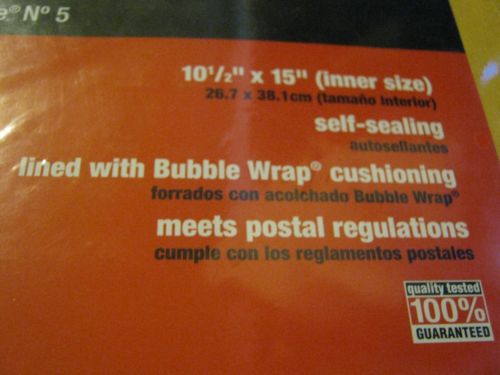 e® Nº 5
10½" x 15" (inner size)
26.7 x 38.1cm (tamaño interior)
self-sealing
autosellantes
lined with Bubble Wrap® cushioning
forrados con acolchado Bubble Wrap®
meets postal regulations
cumple con los reglamentos postales
quality tested
100%
GUARANTEED